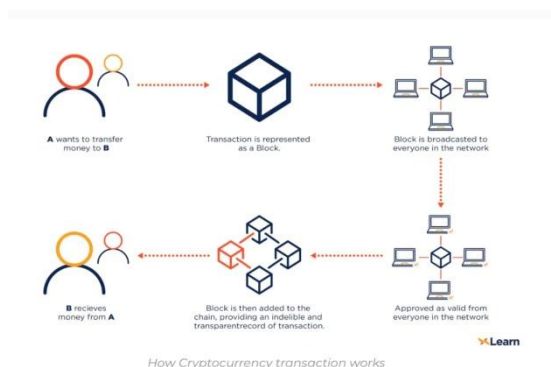 A wants to transfer
money to B
Transaction is represented
as a Block.
Block is broadcasted to
everyone in the network
B recieves
money from A
Block is then added to the
chain, providing an indelible and
transparentrecord of transaction.
Approved as valid from
everyone in the network
Learn
How Cryptocurrency transaction works